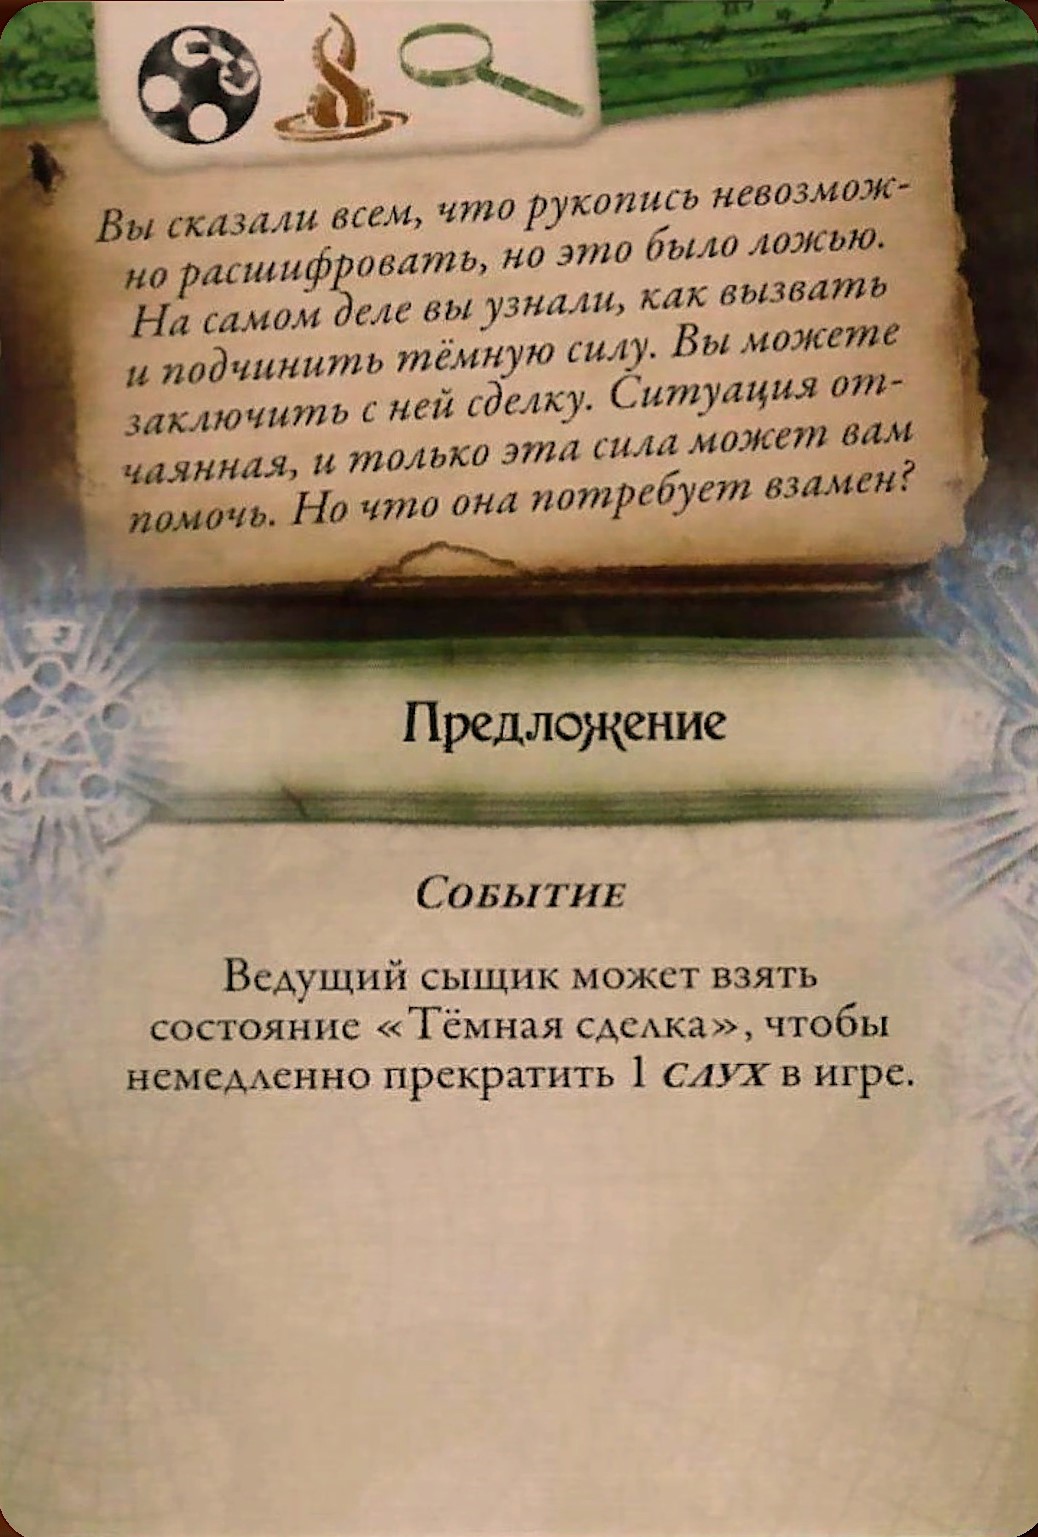 Вы сказали всем, что рукопись невозмож-
но расшифровать, но это было ложью.
На самом деле вы узнали, как вызвать
и подчинить тёмную силу. Вы можете
заключить с ней сделку. Ситуация от-
чаянная, и только эта сила может вам
помочь. Но что она потребует взамен?
Предложение
Событие
Ведущий сыщик может взять
состояние «Тёмная сделка», чтобы
немедленно прекратить 1 СЛУХ в игре.